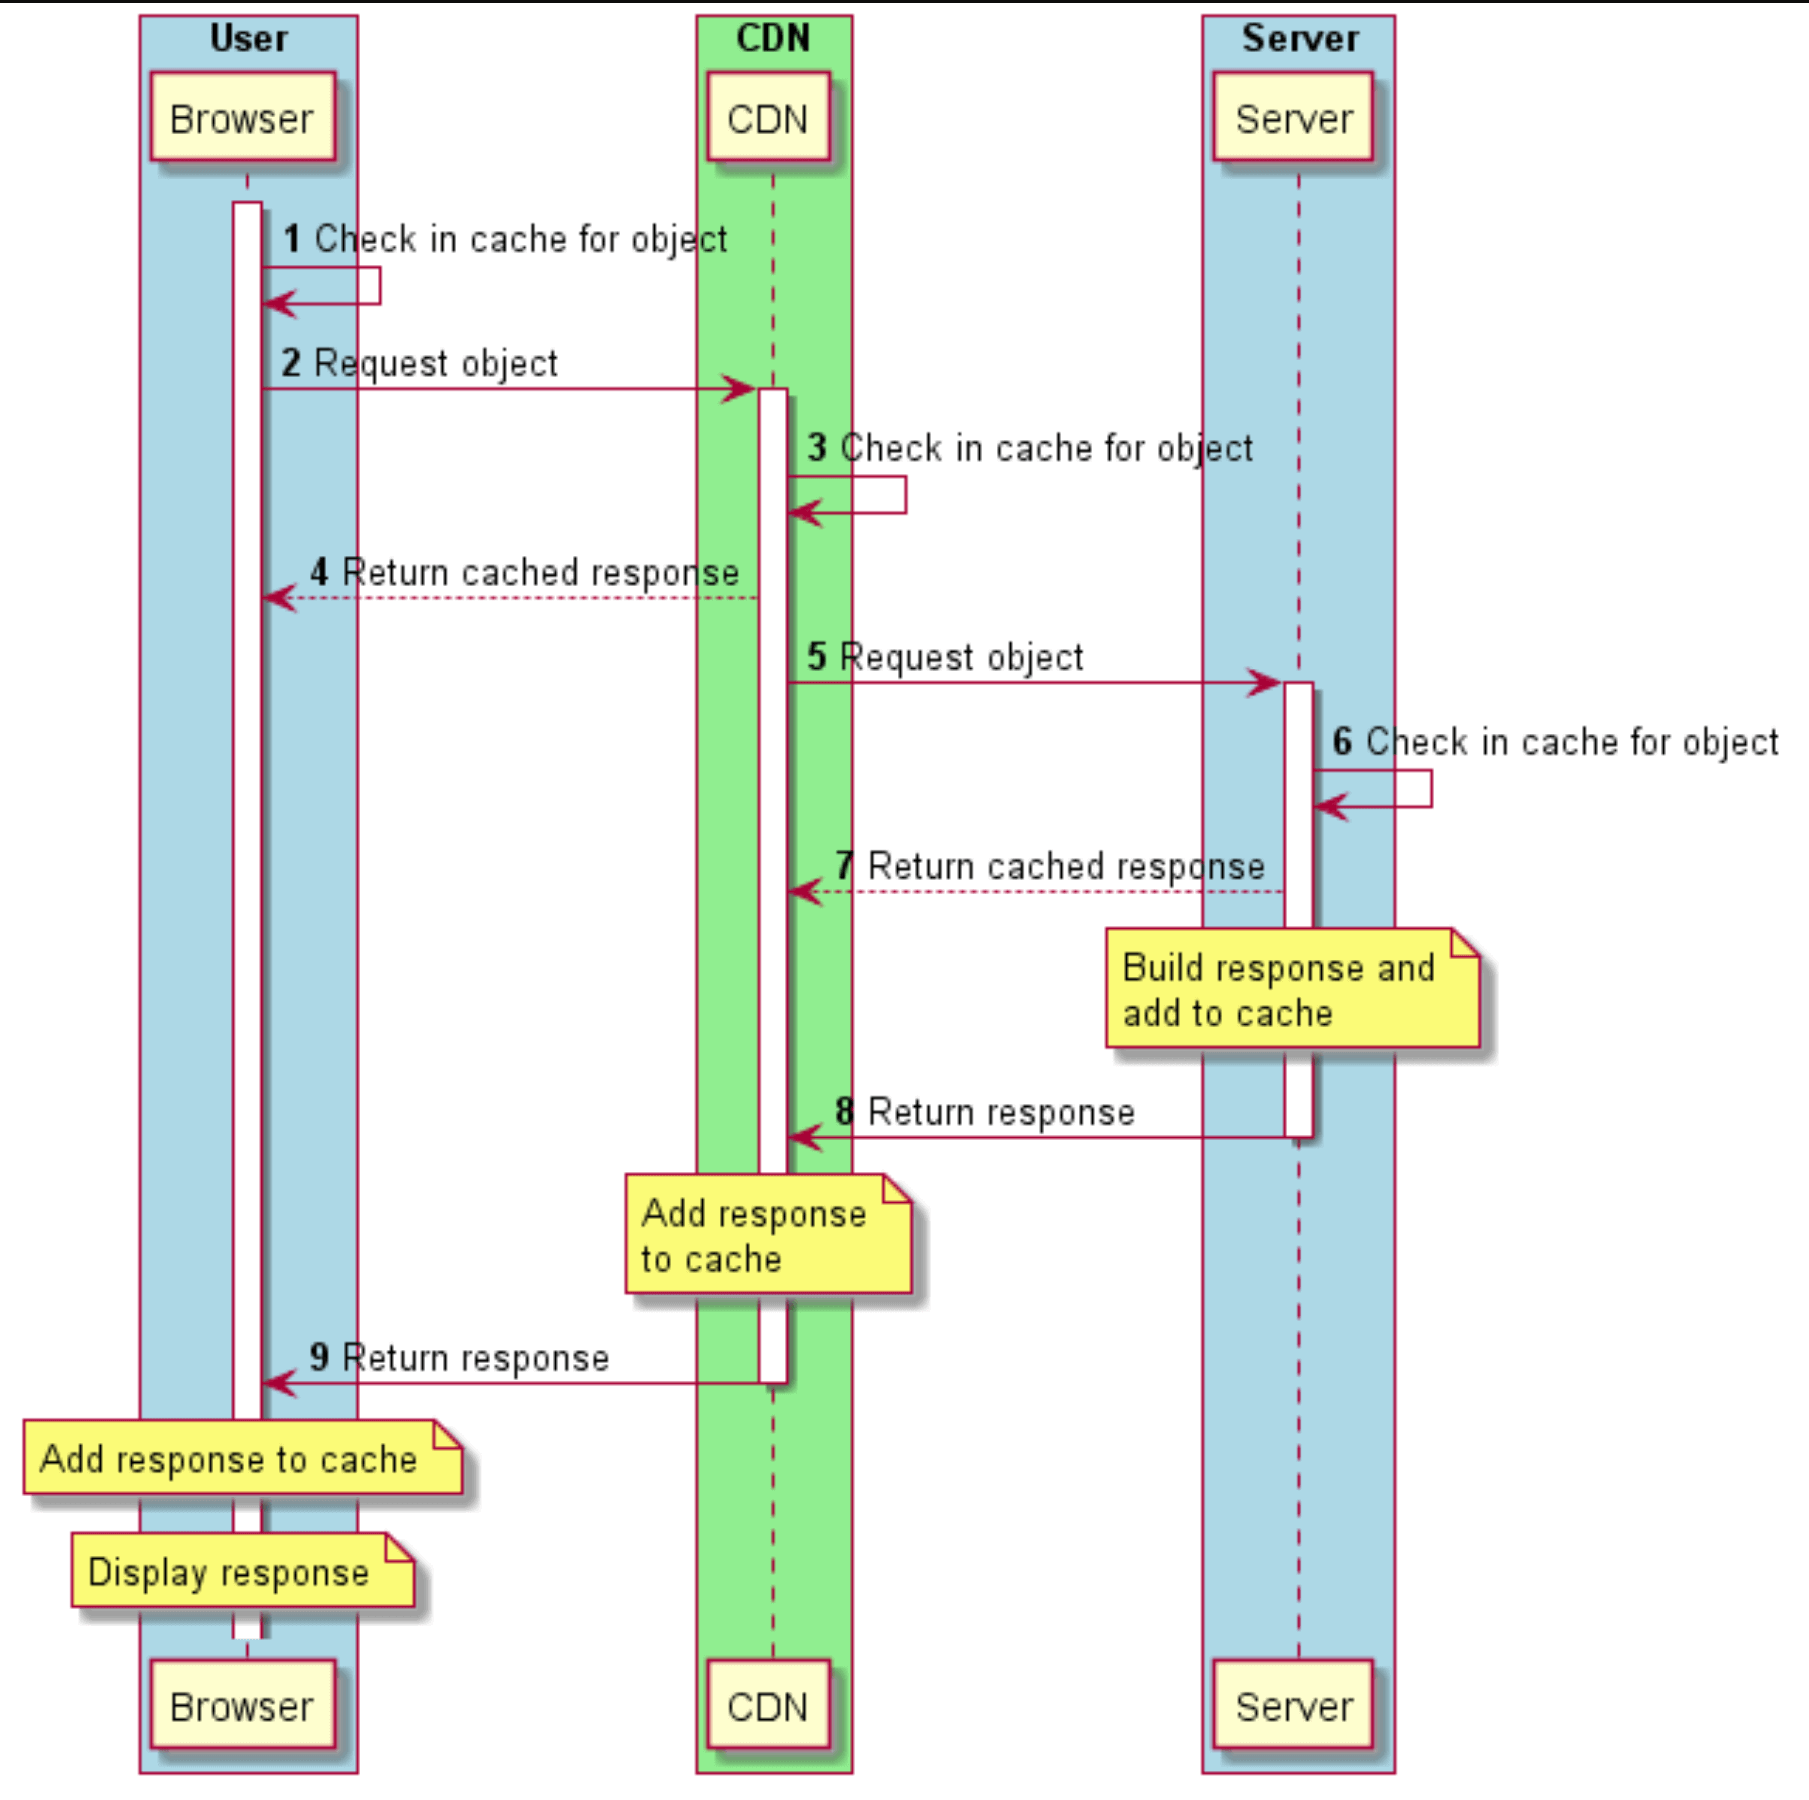 User
CDN
Server
Browser
CDN
Server
1 Check in cache for object
2 Request object
3 Check in cache for object
4 Return cached response
5 Request object
6 Check in cache for object
7 Return cached response
Build response and
add to cache
8 Return response
Add response
to cache
9 Return response
Add response to cache
Display response
Browser
CDN
Server